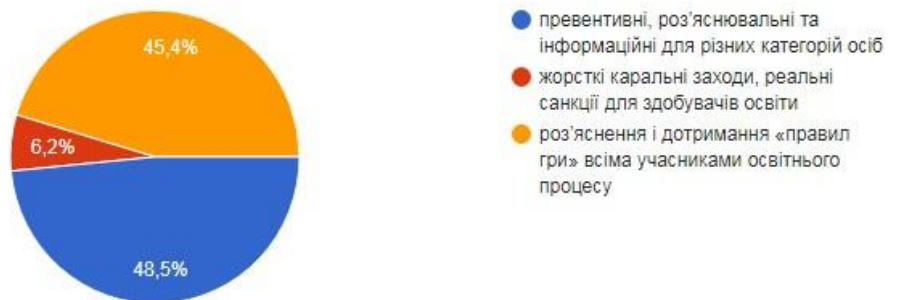 45,4%
6,2%
48,5%
превентивні, роз'яснювальні та
інформаційні для різних категорій осіб
жорсткі каральні заходи, реальні
санкції для здобувачів освіти
роз'яснення і дотримання «правил
гри» всіма учасниками освітнього
процесу